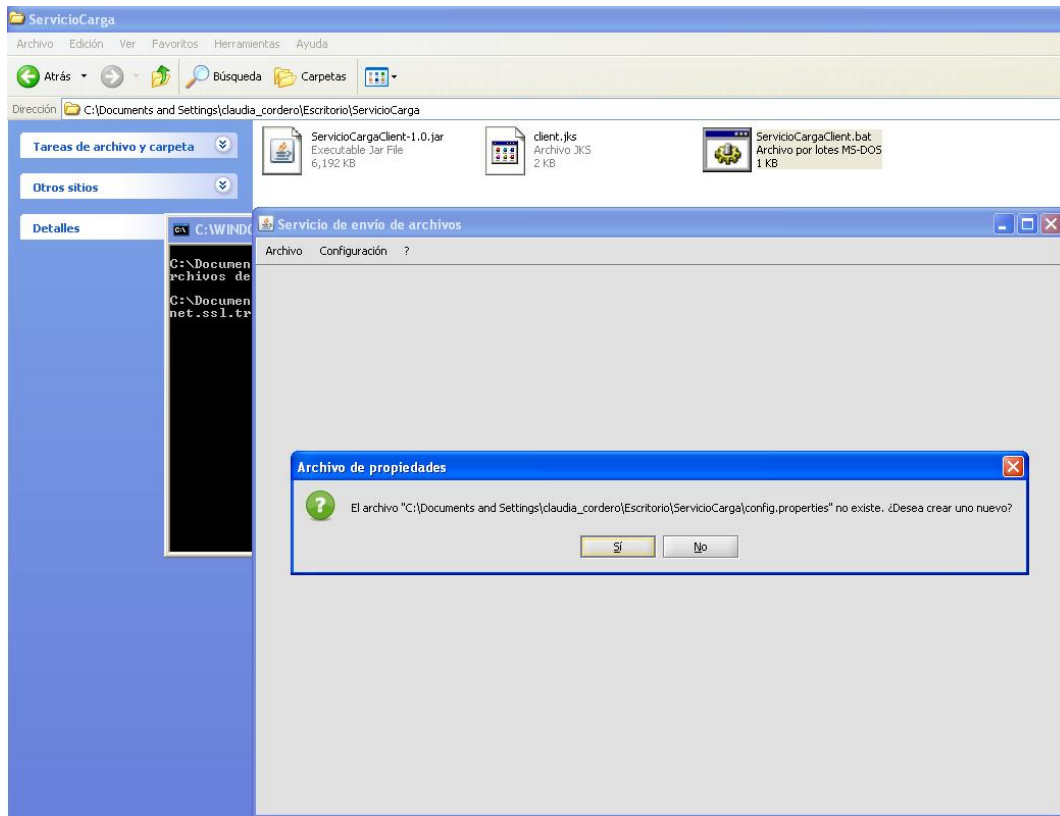 ServicioCarga
Archivo Edición Ver Favoritos Herramientas Ayuda
Atrás Búsqueda Carpetas
Dirección C:\Documents and Settings\claudia_cordero\Escritorio\ServicioCarga
Tareas de archivo y carpeta
Otros sitios
Detalles
ServicioCargaClient-1.0.jar
Executable Jar File
6,192 KB
client.jks
Archivo JKS
2 KB
ServicioCargaClient.bat
Archivo por lotes MS-DOS
1 KB
C:\WIND
C:\Documen
rchivos de
C:\Documen
net.ssl.tr
Servicio de envío de archivos
Archivo Configuración ?
Archivo de propiedades
El archivo "C:\Documents and Settings\claudia_cordero\Escritorio\ServicioCarga\config.properties" no existe. ¿Desea crear uno nuevo?
Sí No